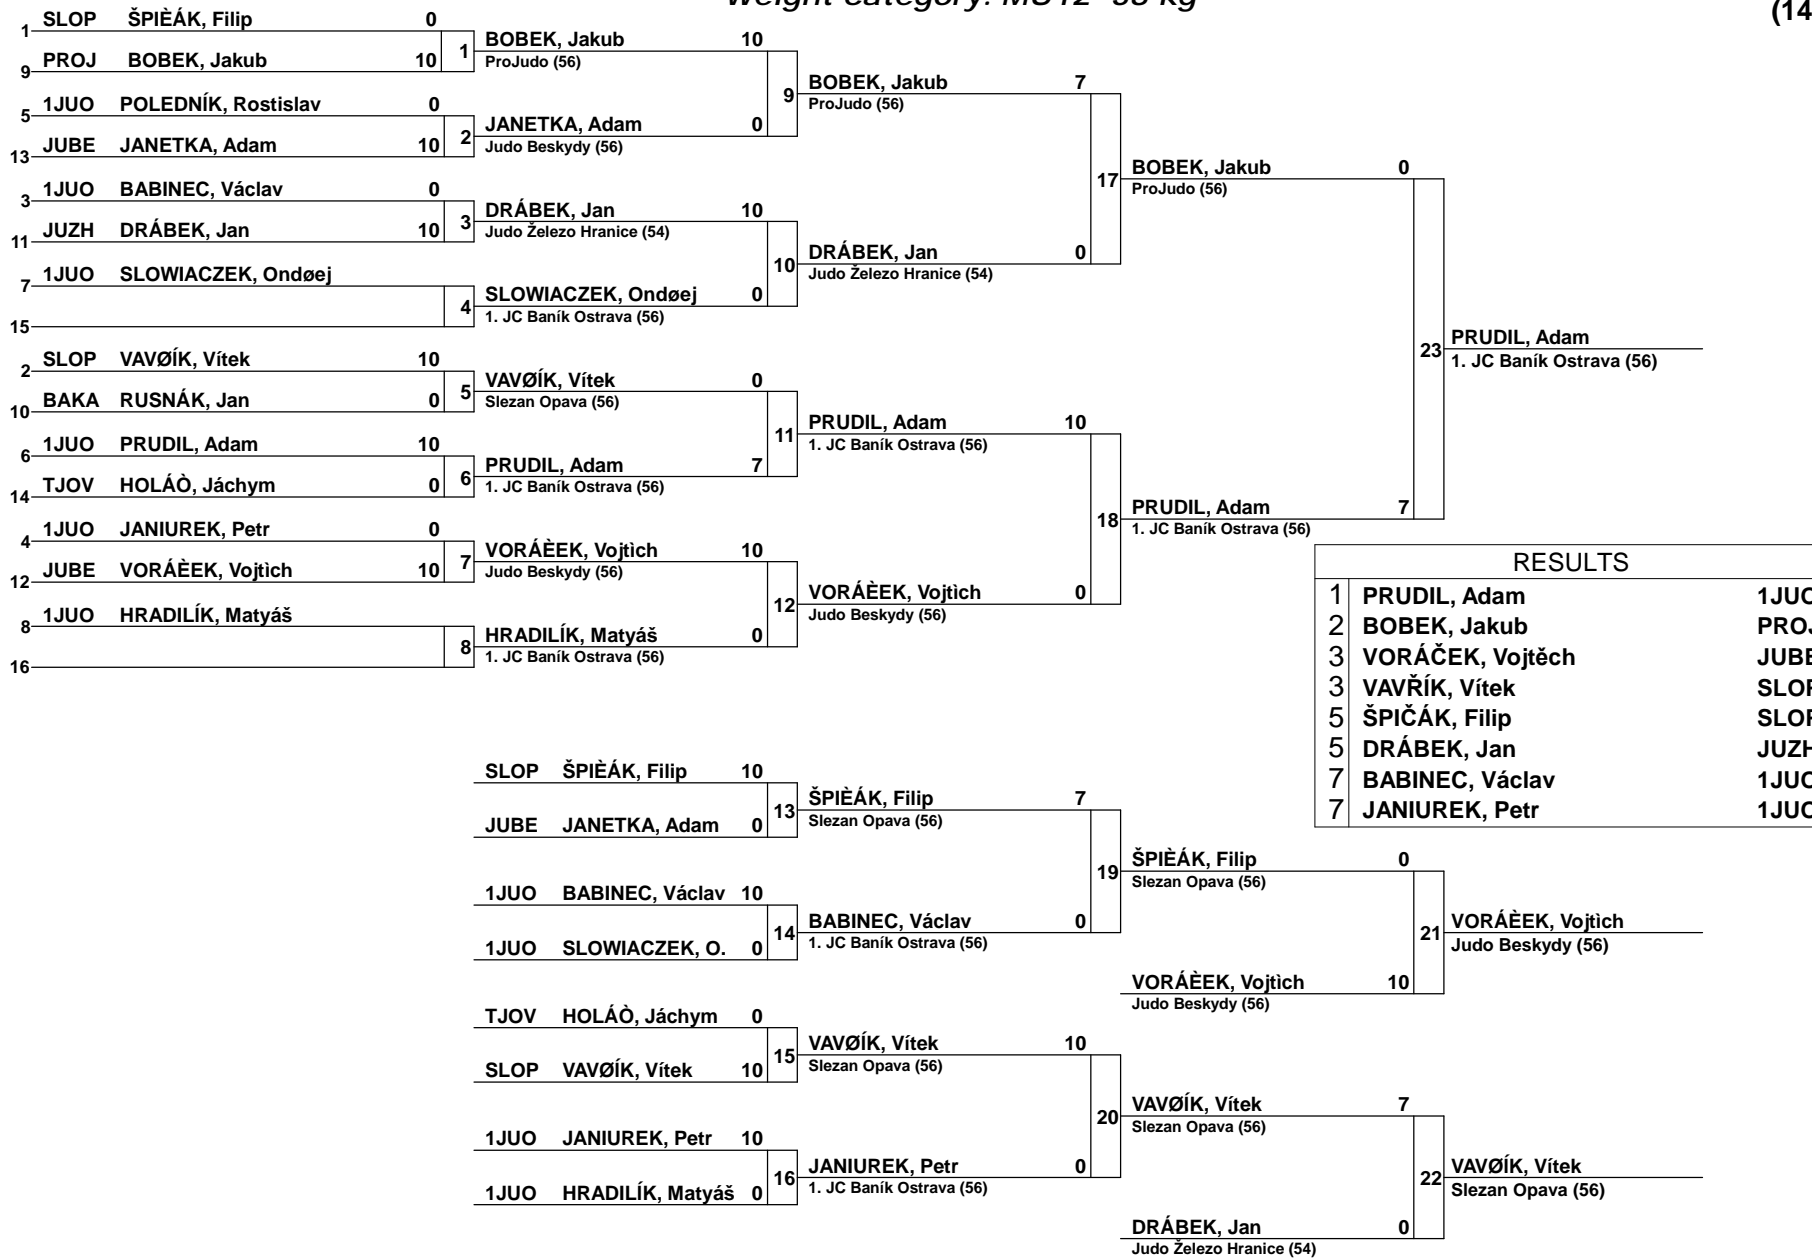 (14
1 SLOP ŠPIÈÁK, Filip 0
9 PROJ BOBEK, Jakub 10
1
5 1JUO POLEDNÍK, Rostislav 0
13 JUBE JANETKA, Adam 10
2
3 1JUO BABINEC, Václav 0
11 JUZH DRÁBEK, Jan 10
3
7 1JUO SLOWIACZEK, Ondøej
15
4
2 SLOP VAVØÍK, Vítek 10
10 BAKA RUSNÁK, Jan 0
5
6 1JUO PRUDIL, Adam 10
14 TJOV HOLÁÒ, Jáchym 0
6
4 1JUO JANIUREK, Petr 0
12 JUBE VORÁÈEK, Vojtìch 10
7
8 1JUO HRADILÍK, Matyáš
16
8
BOBEK, Jakub 10
ProJudo (56)
JANETKA, Adam 0
Judo Beskydy (56)
9
DRÁBEK, Jan 10
Judo Železo Hranice (54)
SLOWIACZEK, Ondøej 0
1. JC Baník Ostrava (56)
10
VAVØÍK, Vítek 0
Slezan Opava (56)
PRUDIL, Adam 7
1. JC Baník Ostrava (56)
11
VORÁÈEK, Vojtìch 10
Judo Beskydy (56)
HRADILÍK, Matyáš 0
1. JC Baník Ostrava (56)
12
BOBEK, Jakub 7
ProJudo (56)
DRÁBEK, Jan 0
Judo Železo Hranice (54)
17
PRUDIL, Adam 10
1. JC Baník Ostrava (56)
VORÁÈEK, Vojtìch 0
Judo Beskydy (56)
18
BOBEK, Jakub 0
ProJudo (56)
PRUDIL, Adam 7
1. JC Baník Ostrava (56)
23
PRUDIL, Adam
1. JC Baník Ostrava (56)
RESULTS
1 PRUDIL, Adam 1JUO
2 BOBEK, Jakub PROJ
3 VORÁČEK, Vojtěch JUBE
3 VAVŘÍK, Vítek SLOP
5 ŠPIČÁK, Filip SLOP
5 DRÁBEK, Jan JUZH
7 BABINEC, Václav 1JUO
7 JANIUREK, Petr 1JUO
SLOP ŠPIÈÁK, Filip 10
JUBE JANETKA, Adam 0
13
1JUO BABINEC, Václav 10
1JUO SLOWIACZEK, O. 0
14
TJOV HOLÁÒ, Jáchym 0
SLOP VAVØÍK, Vítek 10
15
1JUO JANIUREK, Petr 10
1JUO HRADILÍK, Matyáš 0
16
ŠPIÈÁK, Filip 7
Slezan Opava (56)
BABINEC, Václav 0
1. JC Baník Ostrava (56)
19
VAVØÍK, Vítek 10
Slezan Opava (56)
JANIUREK, Petr 0
1. JC Baník Ostrava (56)
20
ŠPIÈÁK, Filip 0
Slezan Opava (56)
VORÁÈEK, Vojtìch 10
Judo Beskydy (56)
21
VORÁÈEK, Vojtìch
Judo Beskydy (56)
VAVØÍK, Vítek 7
Slezan Opava (56)
DRÁBEK, Jan 0
Judo Železo Hranice (54)
22
VAVØÍK, Vítek
Slezan Opava (56)